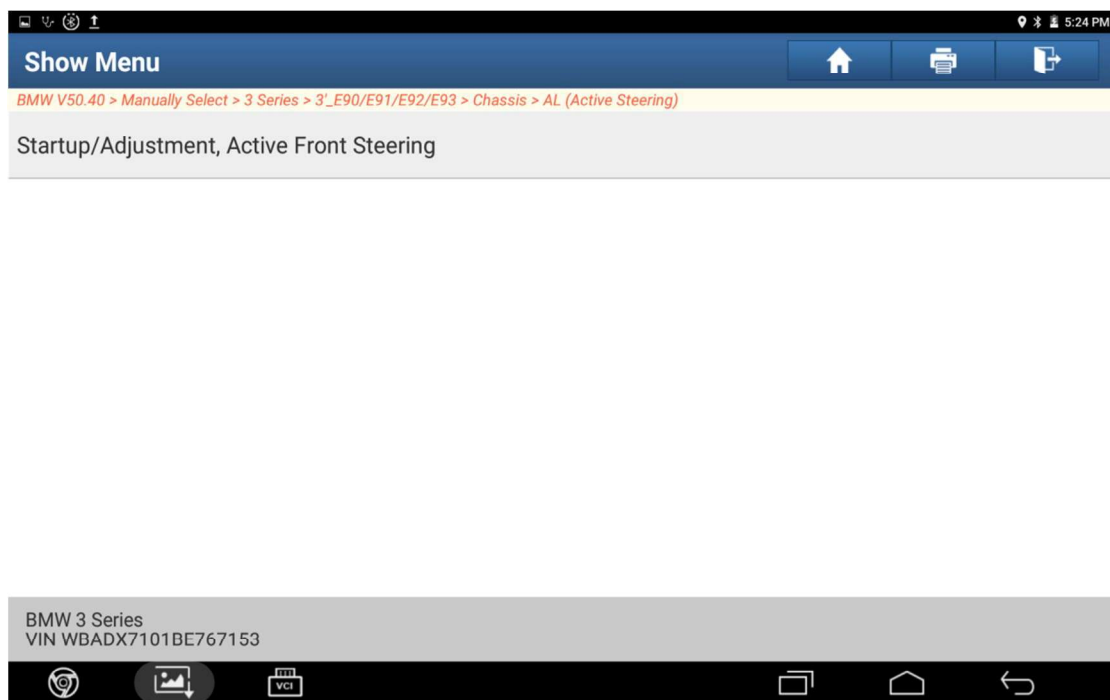 5:24 PM
Show Menu
BMW V50.40 > Manually Select > 3 Series > 3'_E90/E91/E92/E93 > Chassis > AL (Active Steering)
Startup/Adjustment, Active Front Steering
BMW 3 Series
VIN WBADX7101BE767153
VCI